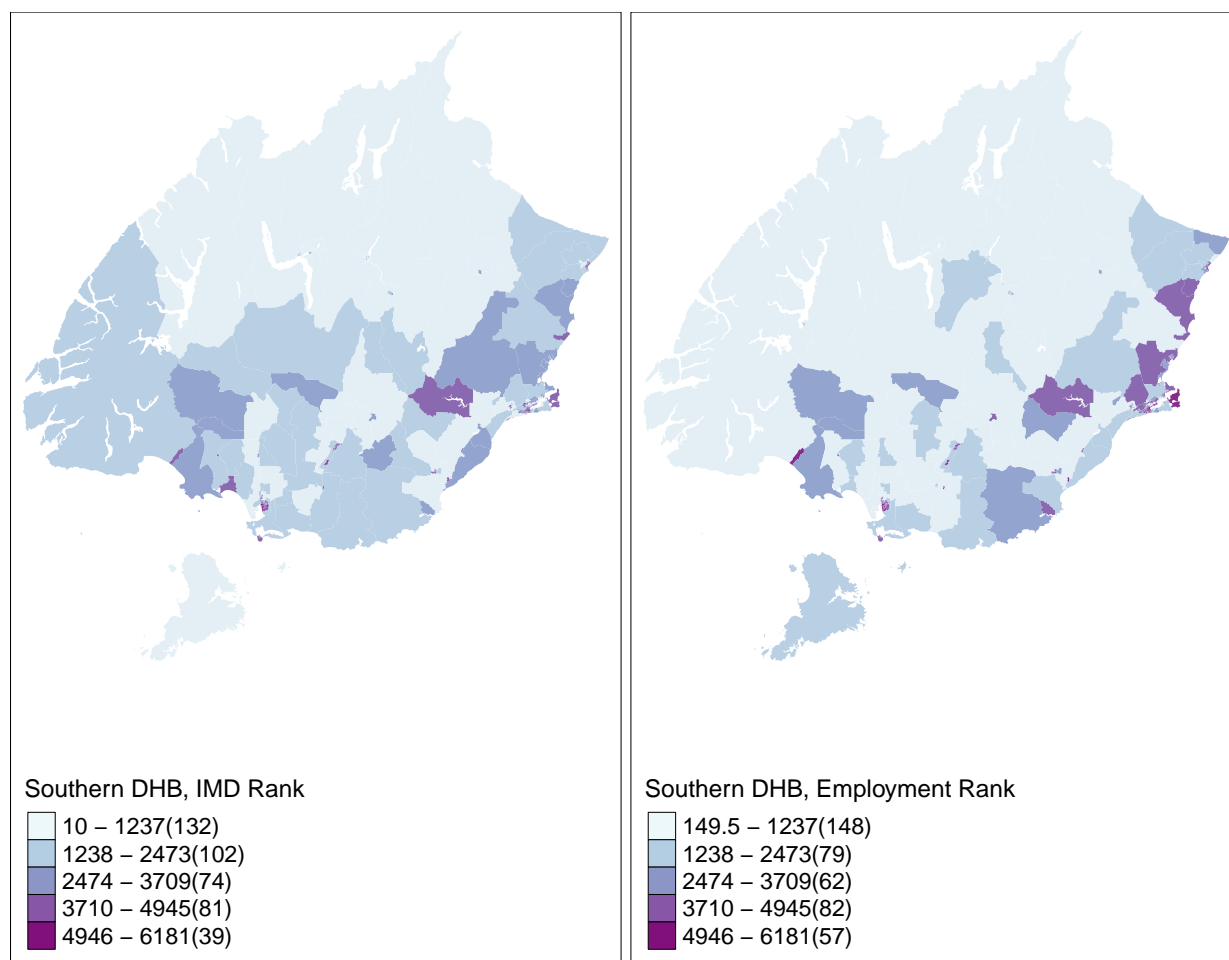 Southern DHB, IMD Rank
10 – 1237(132)
1238 – 2473(102)
2474 – 3709(74)
3710 – 4945(81)
4946 – 6181(39)
Southern DHB, Employment Rank
149.5 – 1237(148)
1238 – 2473(79)
2474 – 3709(62)
3710 – 4945(82)
4946 – 6181(57)